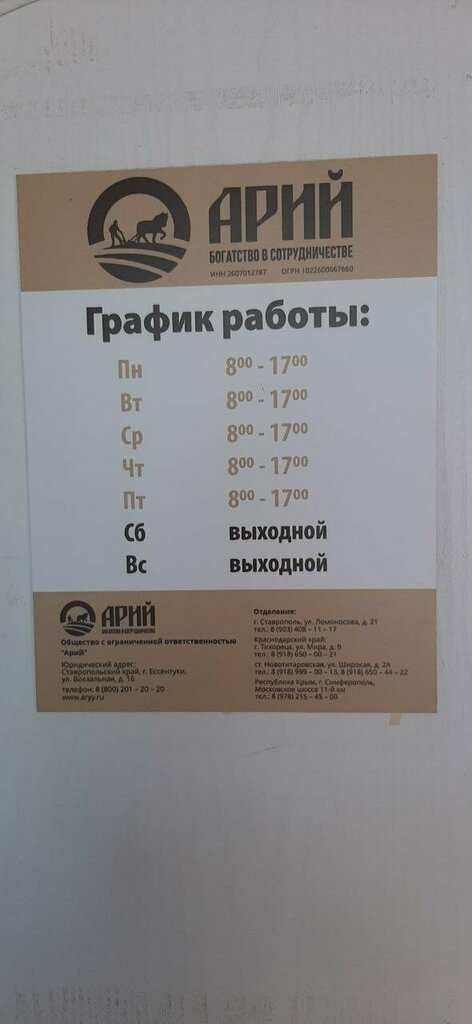 АРИЙ
БОГАТСТВО В СОТРУДНИЧЕСТВЕ
ИНН 2607012787 ОГРН 1022500667660
График работы:
Пн 8⁰⁰ - 17⁰⁰
Вт 8⁰⁰ - 17⁰⁰
Ср 8⁰⁰ - 17⁰⁰
Чт 8⁰⁰ - 17⁰⁰
Пт 8⁰⁰ - 17⁰⁰
Сб выходной
Вс выходной
АРИЙ
БОГАТСТВО В СОТРУДНИЧЕСТВЕ
Общество с ограниченной ответственностью
"Арий"
Юридический адрес:
Ставропольский край, г. Ессентуки,
ул. Вокзальная, д. 16
телефон: 8 (800) 201 – 20 – 20
www.aryy.ru
Отделения:
г. Ставрополь, ул. Ломоносова, д. 21
тел.: 8 (903) 408 – 11 – 17
Краснодарский край:
г. Тихорецк, ул. Мира, д. 9
тел.: 8 (918) 650 – 00 – 21
ст. Новотитаровская, ул. Широкая, д. 2А
тел.: 8 (918) 999 – 00 – 13, 8 (918) 650 – 44 – 22
Республика Крым, г. Симферополь,
Московское шоссе 11-й км
тел.: 8 (978) 215 – 45 – 00